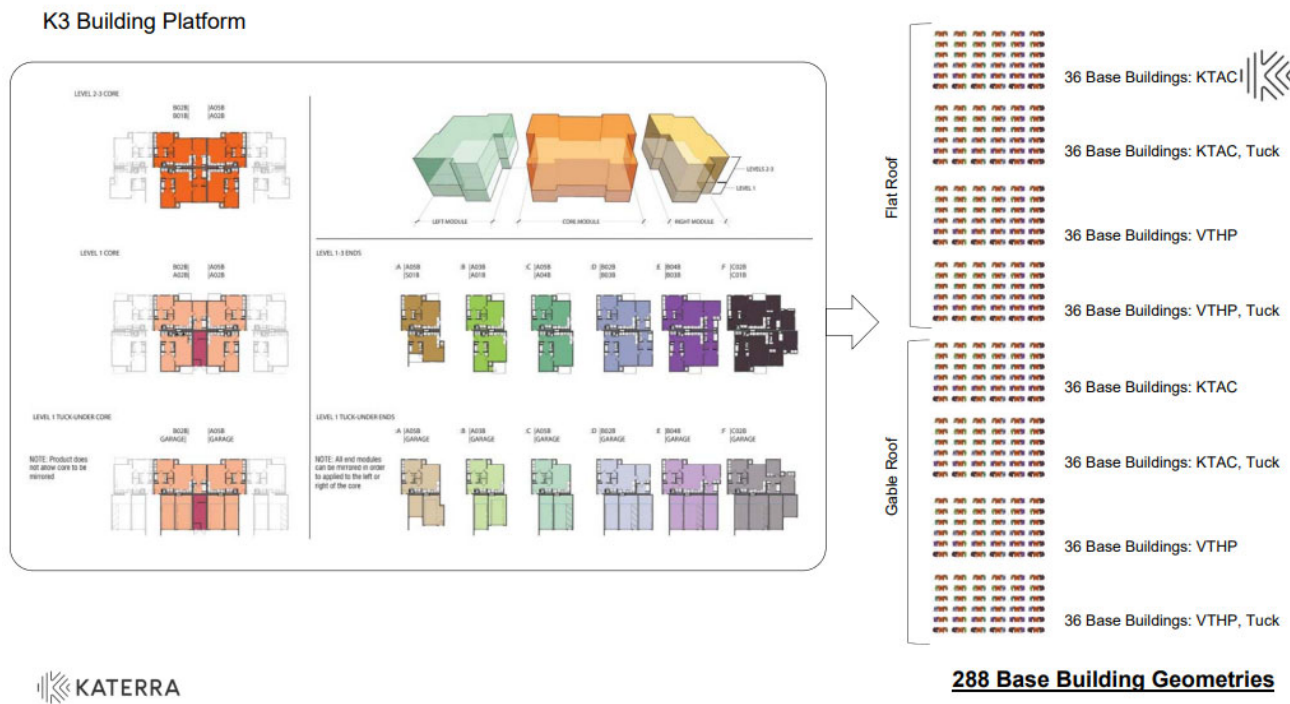 K3 Building Platform
LEVEL 2-3 CORE
B02B| |A05B
B01B| |A02B
LEVELS 2-3
LEVEL 1
LEFT MODULE
CORE MODULE
RIGHT MODULE
LEVEL 1 CORE
B02B| |A05B
A02B| |A02B
LEVEL 1-3 ENDS
:A |A05B
|S01B
:B |A03B
|A01B
:C |A05B
|A04B
:D |B02B
|B03B
:E |B04B
|B03B
:F |C02B
|C01B
LEVEL 1 TUCK-UNDER CORE
B02B| |A05B
GARAGE| |GARAGE
NOTE: Product does
not allow core to be
mirrored
LEVEL 1 TUCK-UNDER ENDS
:A |A05B
|GARAGE
:B |A03B
|GARAGE
:C |A05B
|GARAGE
:D |B02B
|GARAGE
:E |B04B
|GARAGE
:F |C02B
|GARAGE
NOTE: All end modules
can be mirrored in order
to applied to the left or
right of the core
Flat Roof
36 Base Buildings: KTAC
36 Base Buildings: KTAC, Tuck
36 Base Buildings: VTHP
36 Base Buildings: VTHP, Tuck
Gable Roof
36 Base Buildings: KTAC
36 Base Buildings: KTAC, Tuck
36 Base Buildings: VTHP
36 Base Buildings: VTHP, Tuck
KATERRA
288 Base Building Geometries